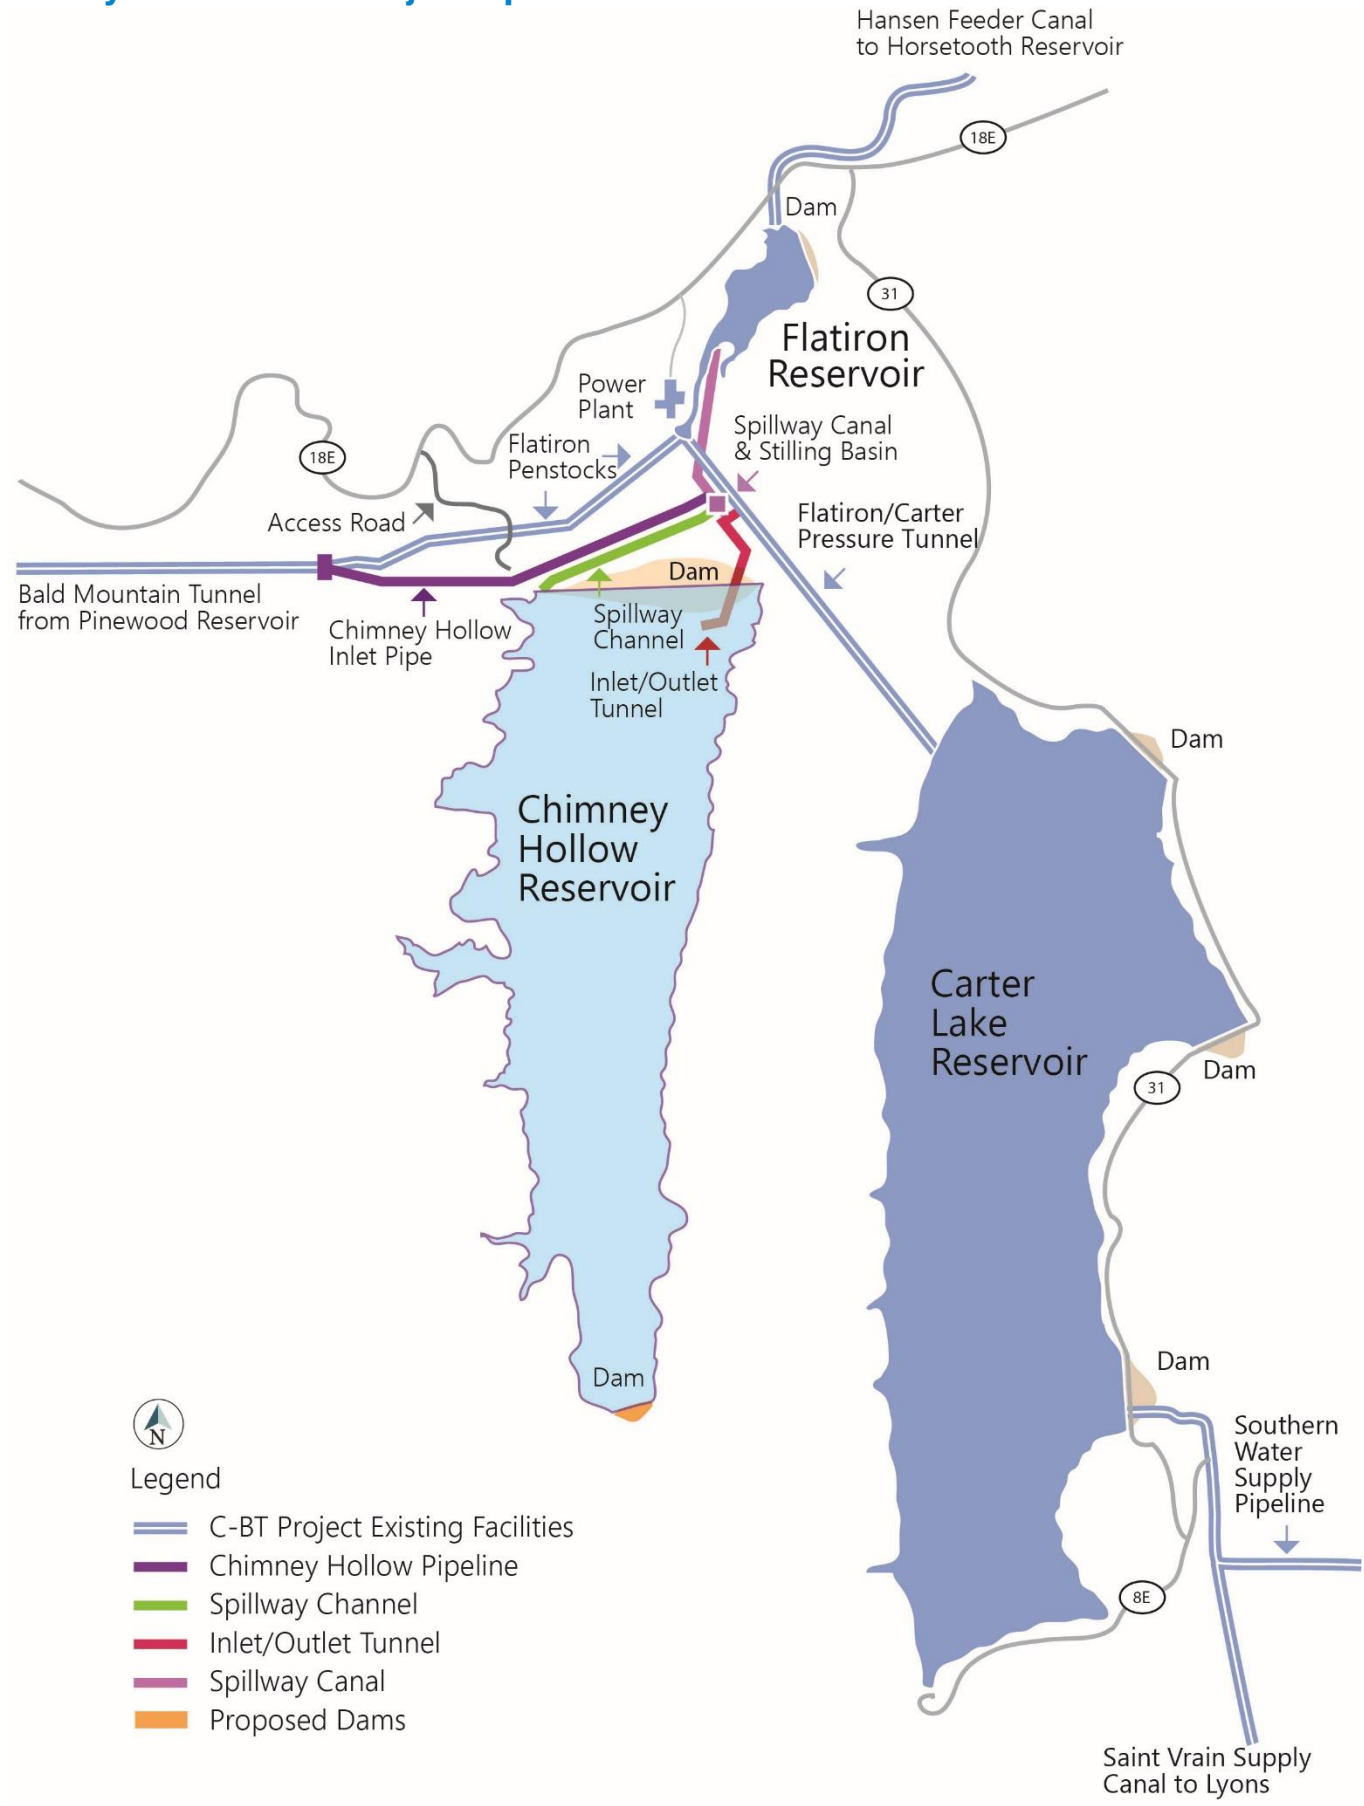 Hansen Feeder Canal
to Horsetooth Reservoir
18E
Dam
31
Flatiron
Reservoir
Power
Plant
Spillway Canal
& Stilling Basin
Flatiron
Penstocks
18E
Access Road
Flatiron/Carter
Pressure Tunnel
Dam
Bald Mountain Tunnel
from Pinewood Reservoir
Chimney Hollow
Inlet Pipe
Spillway
Channel
Inlet/Outlet
Tunnel
Dam
Chimney
Hollow
Reservoir
Carter
Lake
Reservoir
Dam
31
Dam
Dam
Southern
Water
Supply
Pipeline
8E
N
Legend
C-BT Project Existing Facilities
Chimney Hollow Pipeline
Spillway Channel
Inlet/Outlet Tunnel
Spillway Canal
Proposed Dams
Saint Vrain Supply
Canal to Lyons